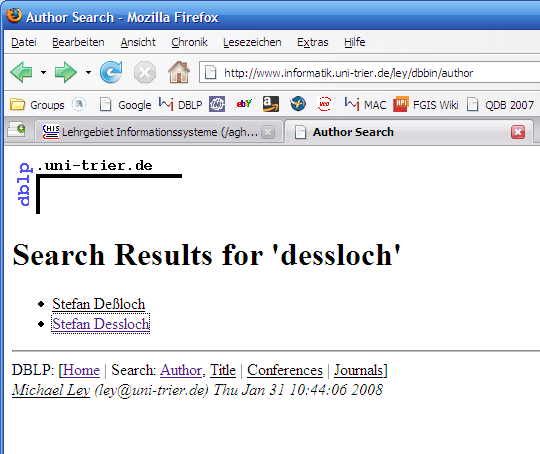 Author Search - Mozilla Firefox
Datei Bearbeiten Ansicht Chronik Lesezeichen Extras Hilfe
http://www.informatik.uni-trier.de/ley/dbbin/author
Groups Google DBLP ebY MAC HPI FGIS Wiki QDB 2007
HIS Lehrgebiet Informationssysteme (/agh... Author Search
dblp .uni-trier.de
Search Results for 'dessloch'
• Stefan Deßloch
• Stefan Dessloch
DBLP: [Home | Search: Author, Title | Conferences | Journals]
Michael Ley (ley@uni-trier.de) Thu Jan 31 10:44:06 2008